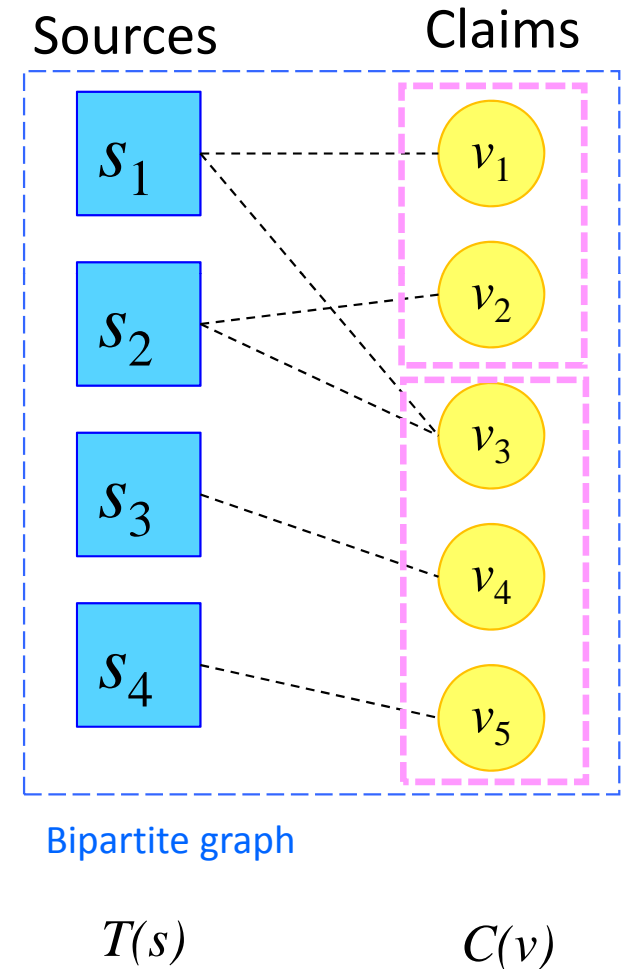 Sources Claims
s1 v1
s2 v2
v3
s3
v4
s4
v5
Bipartite graph
T(s) C(v)